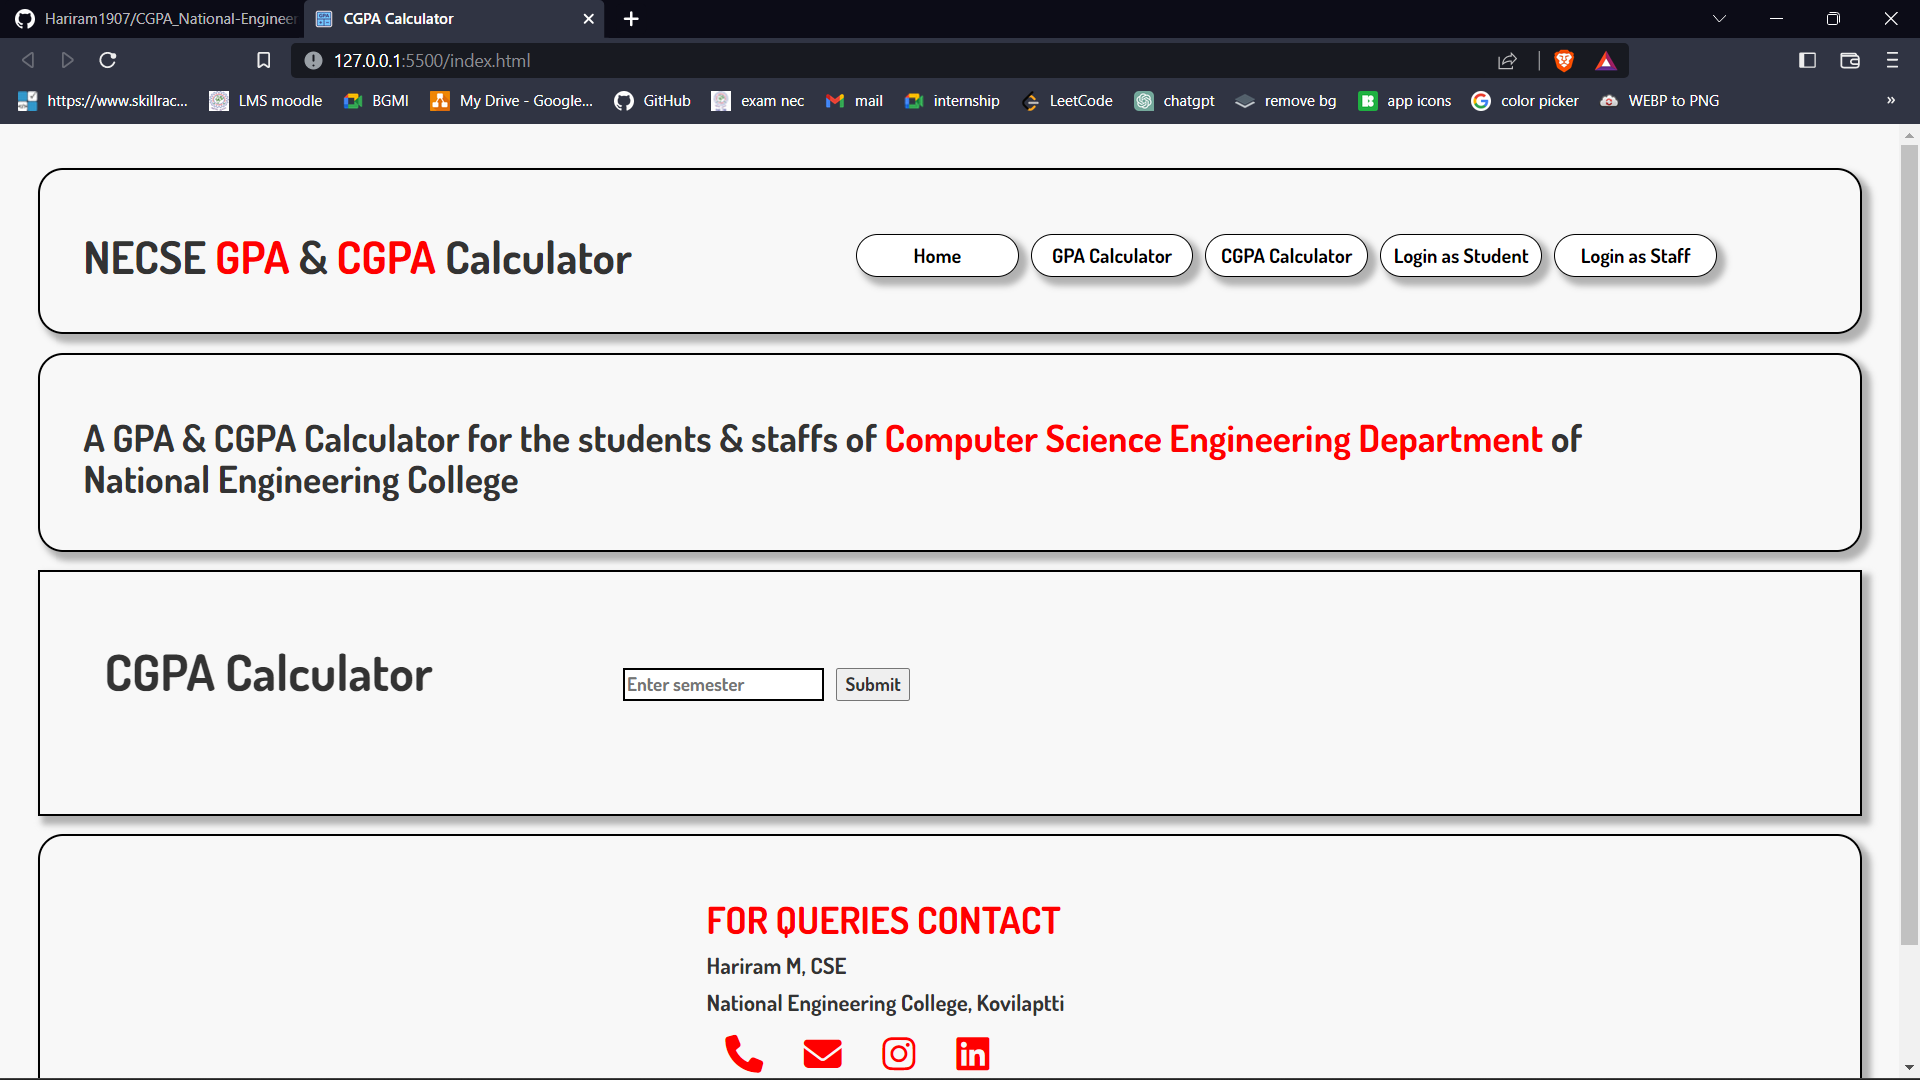 Hariram1907/CGPA_National-Engineer
CGPA Calculator
127.0.0.1:5500/index.html
https://www.skillrac...
LMS moodle
BGMI
My Drive - Google...
GitHub
exam nec
mail
internship
LeetCode
chatgpt
remove bg
app icons
color picker
WEBP to PNG
»
NECSE GPA & CGPA Calculator
Home
GPA Calculator
CGPA Calculator
Login as Student
Login as Staff
A GPA & CGPA Calculator for the students & staffs of Computer Science Engineering Department of
National Engineering College
CGPA Calculator
Enter semester
Submit
FOR QUERIES CONTACT
Hariram M, CSE
National Engineering College, Kovilaptti